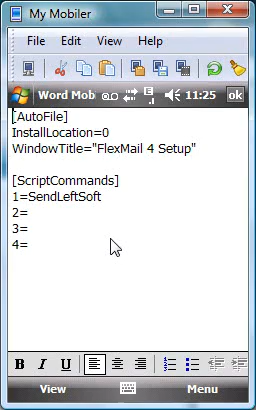 My Mobiler
File Edit View Help
Word Mob 11:25 ok
[AutoFile]
InstallLocation=0
WindowTitle="FlexMail 4 Setup"
[ScriptCommands]
1=SendLeftSoft
2=
3=
4=
B I U
View Menu